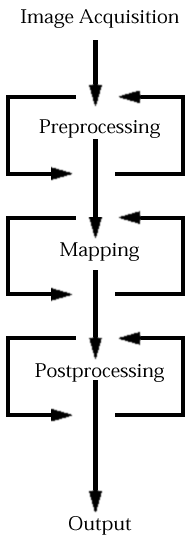 Image Acquisition
Preprocessing
Mapping
Postprocessing
Output